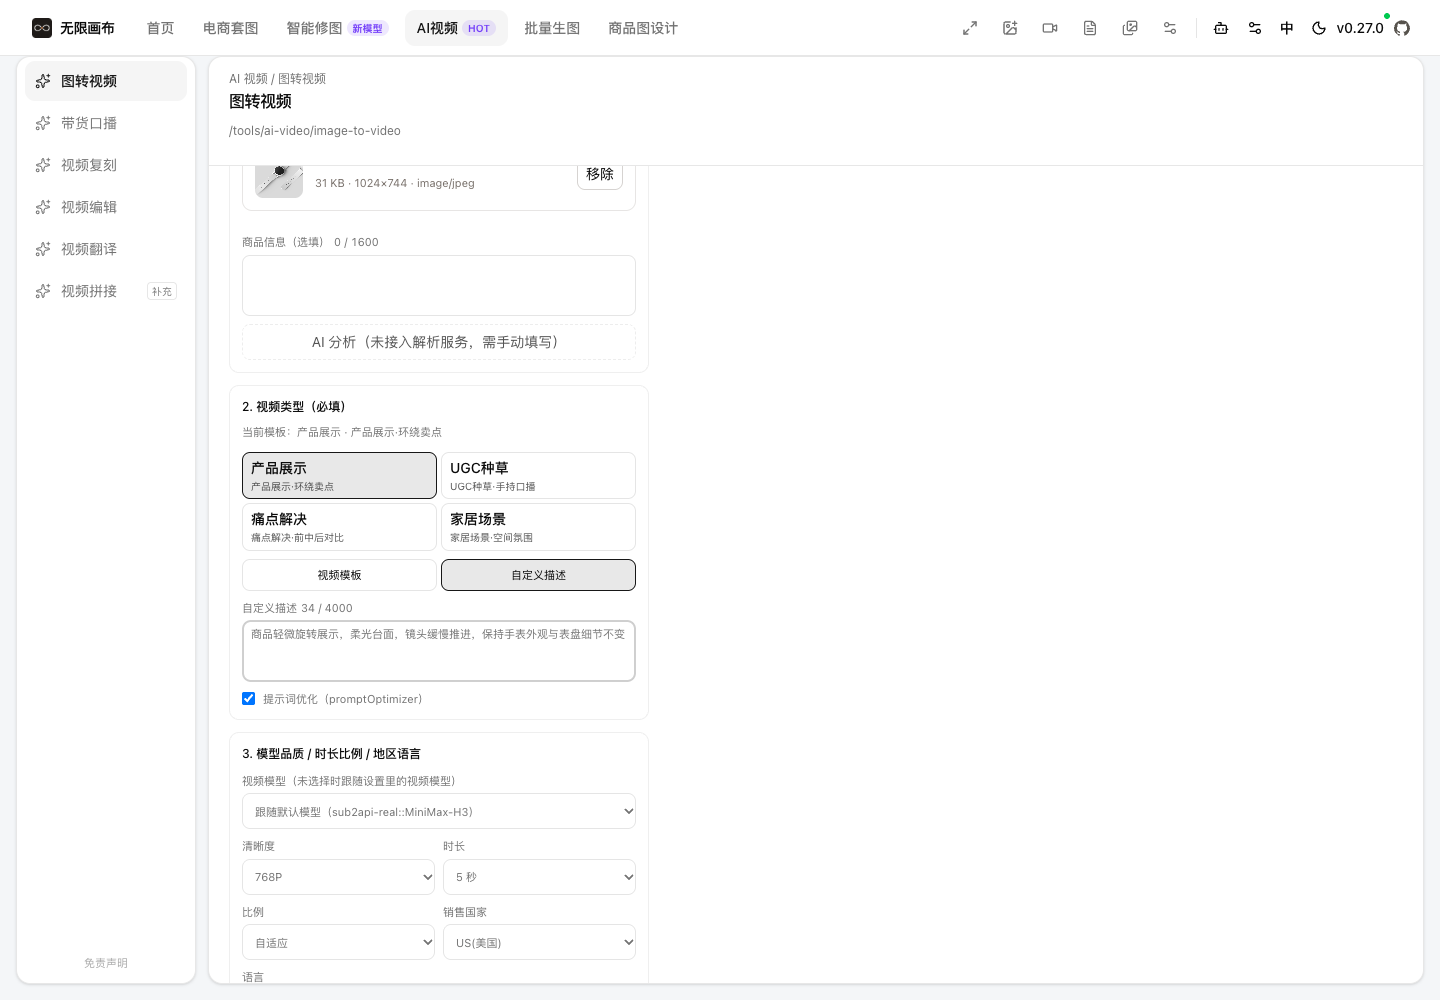 无限画布
首页
电商套图
智能修图 新模型
AI视频 HOT
批量生图
商品图设计
中
v0.27.0
图转视频
带货口播
视频复刻
视频编辑
视频翻译
视频拼接 补充
免责声明
AI 视频 / 图转视频
图转视频
/tools/ai-video/image-to-video
31 KB · 1024×744 · image/jpeg
移除
商品信息（选填） 0 / 1600
AI 分析（未接入解析服务，需手动填写）
2. 视频类型（必填）
当前模板：产品展示 · 产品展示·环绕卖点
产品展示
产品展示·环绕卖点
UGC种草
UGC种草·手持口播
痛点解决
痛点解决·前中后对比
家居场景
家居场景·空间氛围
视频模板
自定义描述
自定义描述 34 / 4000
商品轻微旋转展示，柔光台面，镜头缓慢推进，保持手表外观与表盘细节不变
提示词优化（promptOptimizer）
3. 模型品质 / 时长比例 / 地区语言
视频模型（未选择时跟随设置里的视频模型）
跟随默认模型（sub2api-real::MiniMax-H3）
清晰度
时长
768P
5 秒
比例
销售国家
自适应
US(美国)
语言